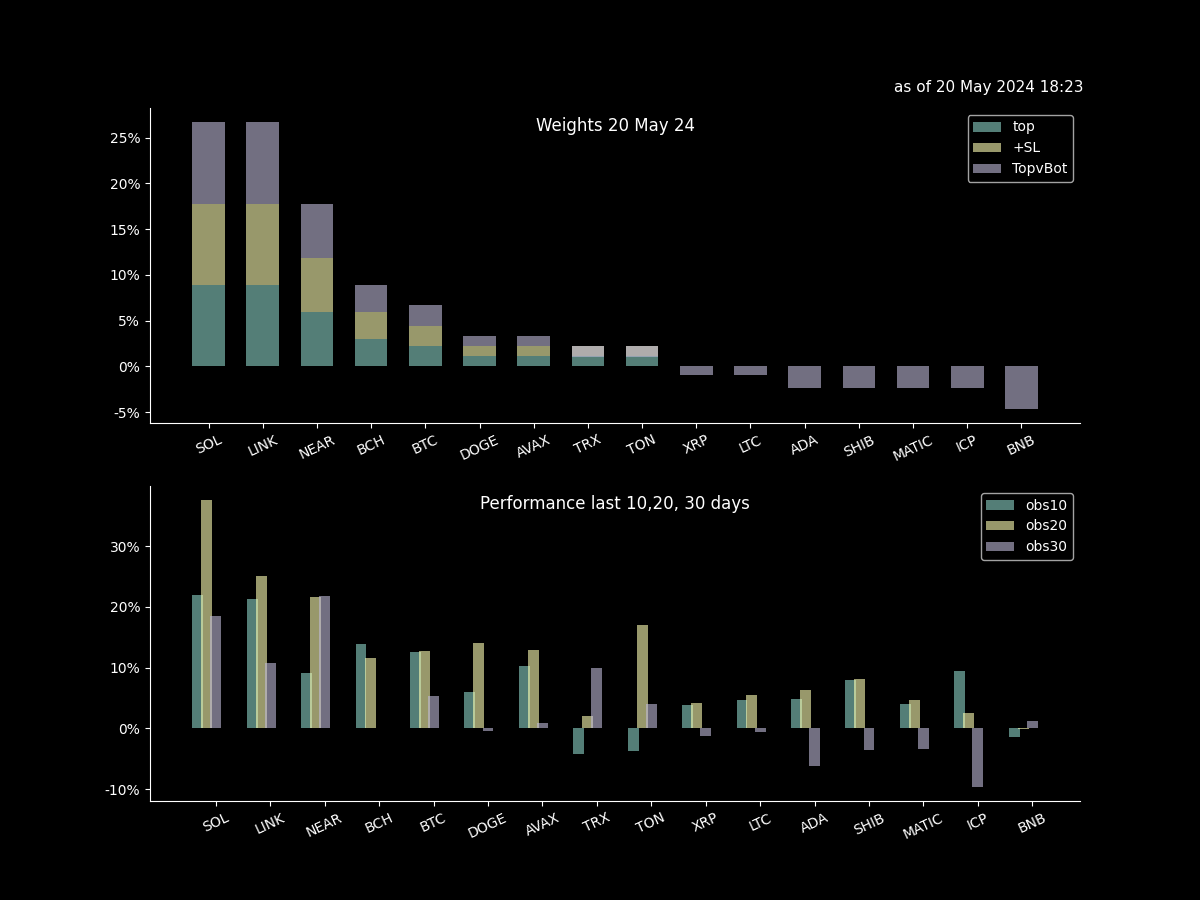 as of 20 May 2024 18:23
Weights 20 May 24
top
+SL
TopvBot
25%
20%
15%
10%
5%
0%
-5%
SOL LINK NEAR BCH BTC DOGE AVAX TRX TON XRP LTC ADA SHIB MATIC ICP BNB
Performance last 10,20, 30 days
obs10
obs20
obs30
30%
20%
10%
0%
-10%
SOL LINK NEAR BCH BTC DOGE AVAX TRX TON XRP LTC ADA SHIB MATIC ICP BNB